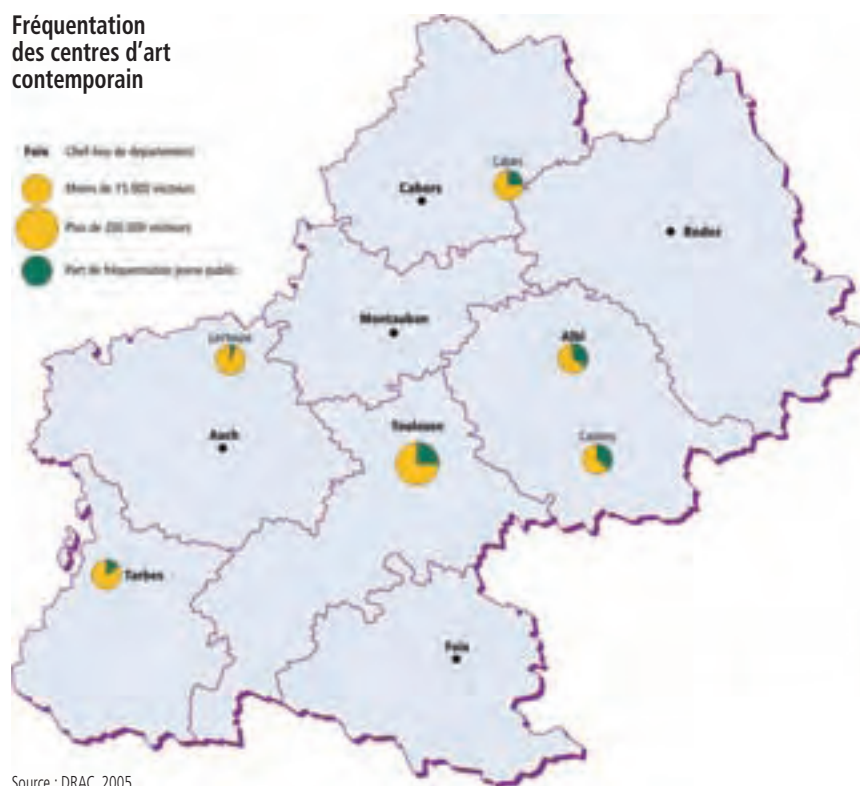 Fréquentation
des centres d'art
contemporain
Foix Chef-lieu de département
Moins de 15 000 visiteurs
Plus de 200 000 visiteurs
Part de fréquentation jeune public
Cajarc
Cahors
Rodez
Montauban
Lectoure
Albi
Auch
Toulouse
Castres
Tarbes
Foix
Source : DRAC, 2005